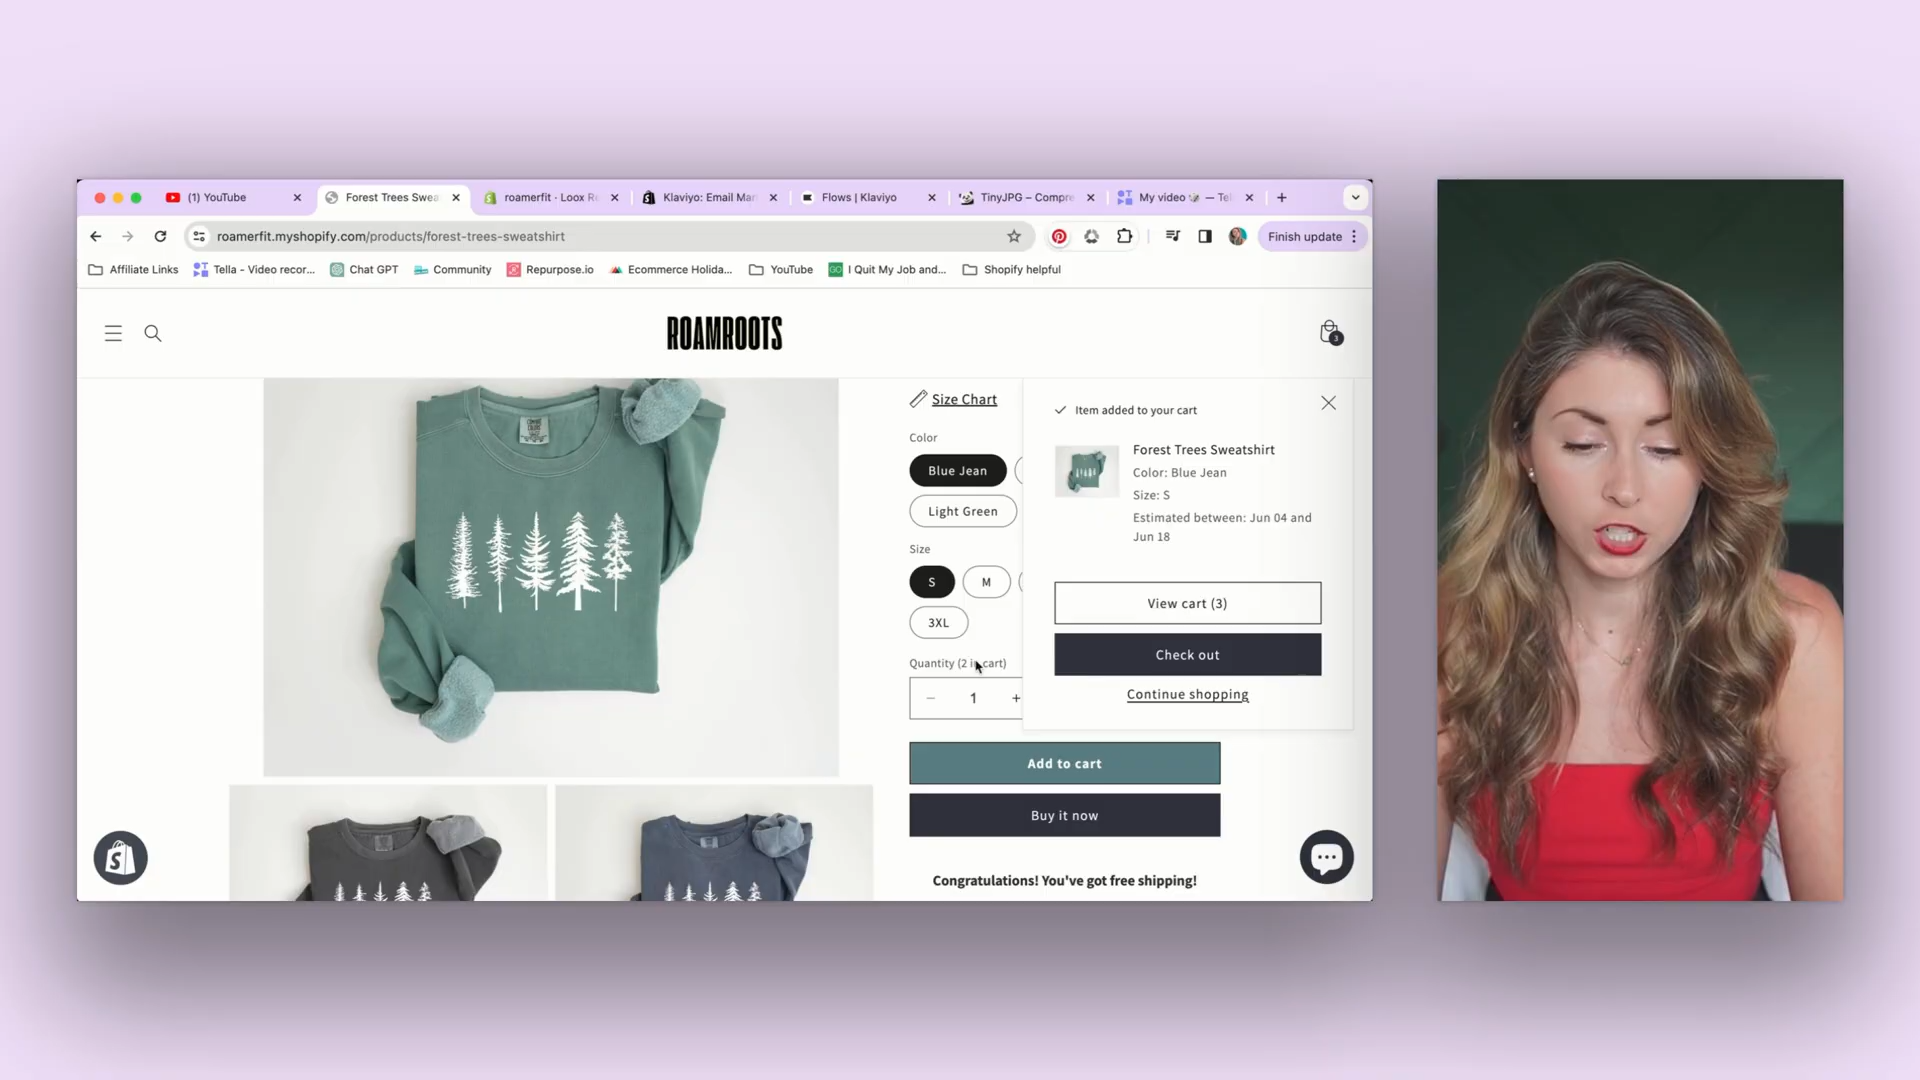 (1) YouTube
Forest Trees Swea
roamerfit · Loox R
Klaviyo: Email Mar
Flows | Klaviyo
TinyJPG – Compre
My video 🎥 — Tel
roamerfit.myshopify.com/products/forest-trees-sweatshirt
Finish update
Affiliate Links
Tella - Video recor...
Chat GPT
Community
Repurpose.io
Ecommerce Holida...
YouTube
I Quit My Job and...
Shopify helpful
ROAMROOTS
3
Size Chart
Color
Blue Jean
Light Green
Size
S
M
3XL
Quantity (2 in cart)
− 1 +
Add to cart
Buy it now
Congratulations! You've got free shipping!
Item added to your cart
Forest Trees Sweatshirt
Color: Blue Jean
Size: S
Estimated between: Jun 04 and
Jun 18
View cart (3)
Check out
Continue shopping